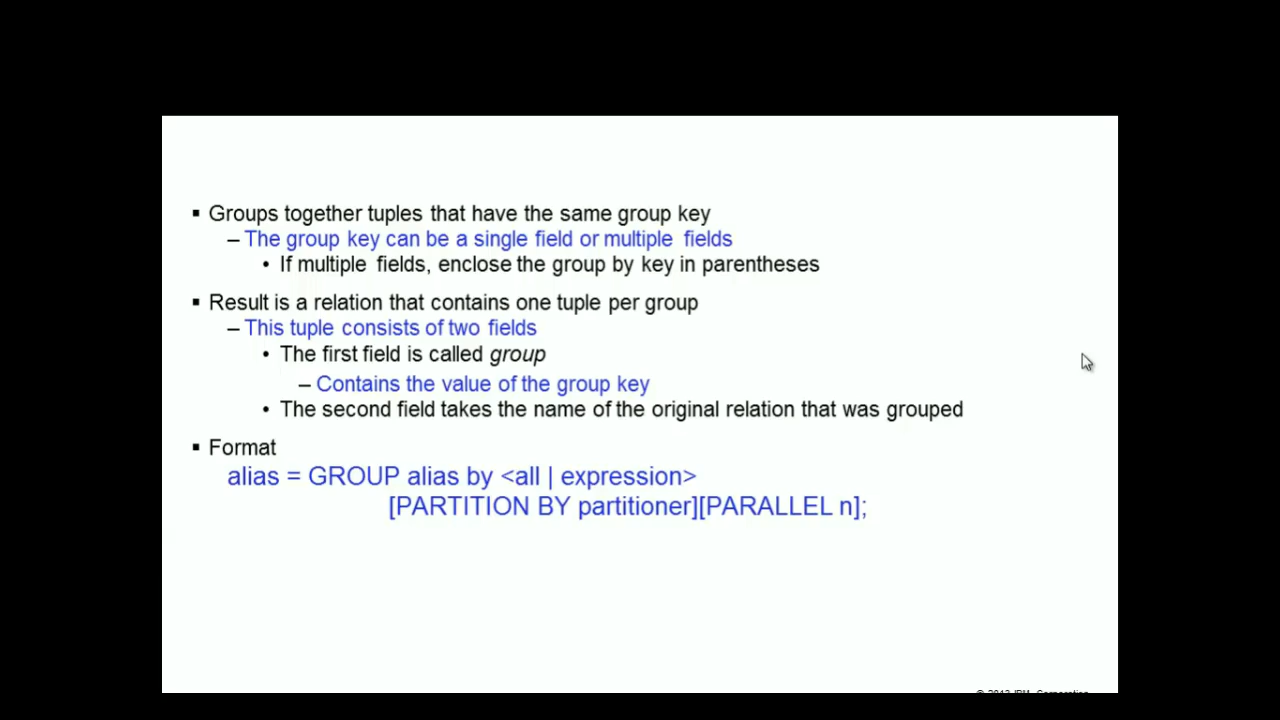 ▪ Groups together tuples that have the same group key
– The group key can be a single field or multiple fields
• If multiple fields, enclose the group by key in parentheses
▪ Result is a relation that contains one tuple per group
– This tuple consists of two fields
• The first field is called group
– Contains the value of the group key
• The second field takes the name of the original relation that was grouped
▪ Format
alias = GROUP alias by <all | expression>
[PARTITION BY partitioner][PARALLEL n];
© 2013 IBM Corporation